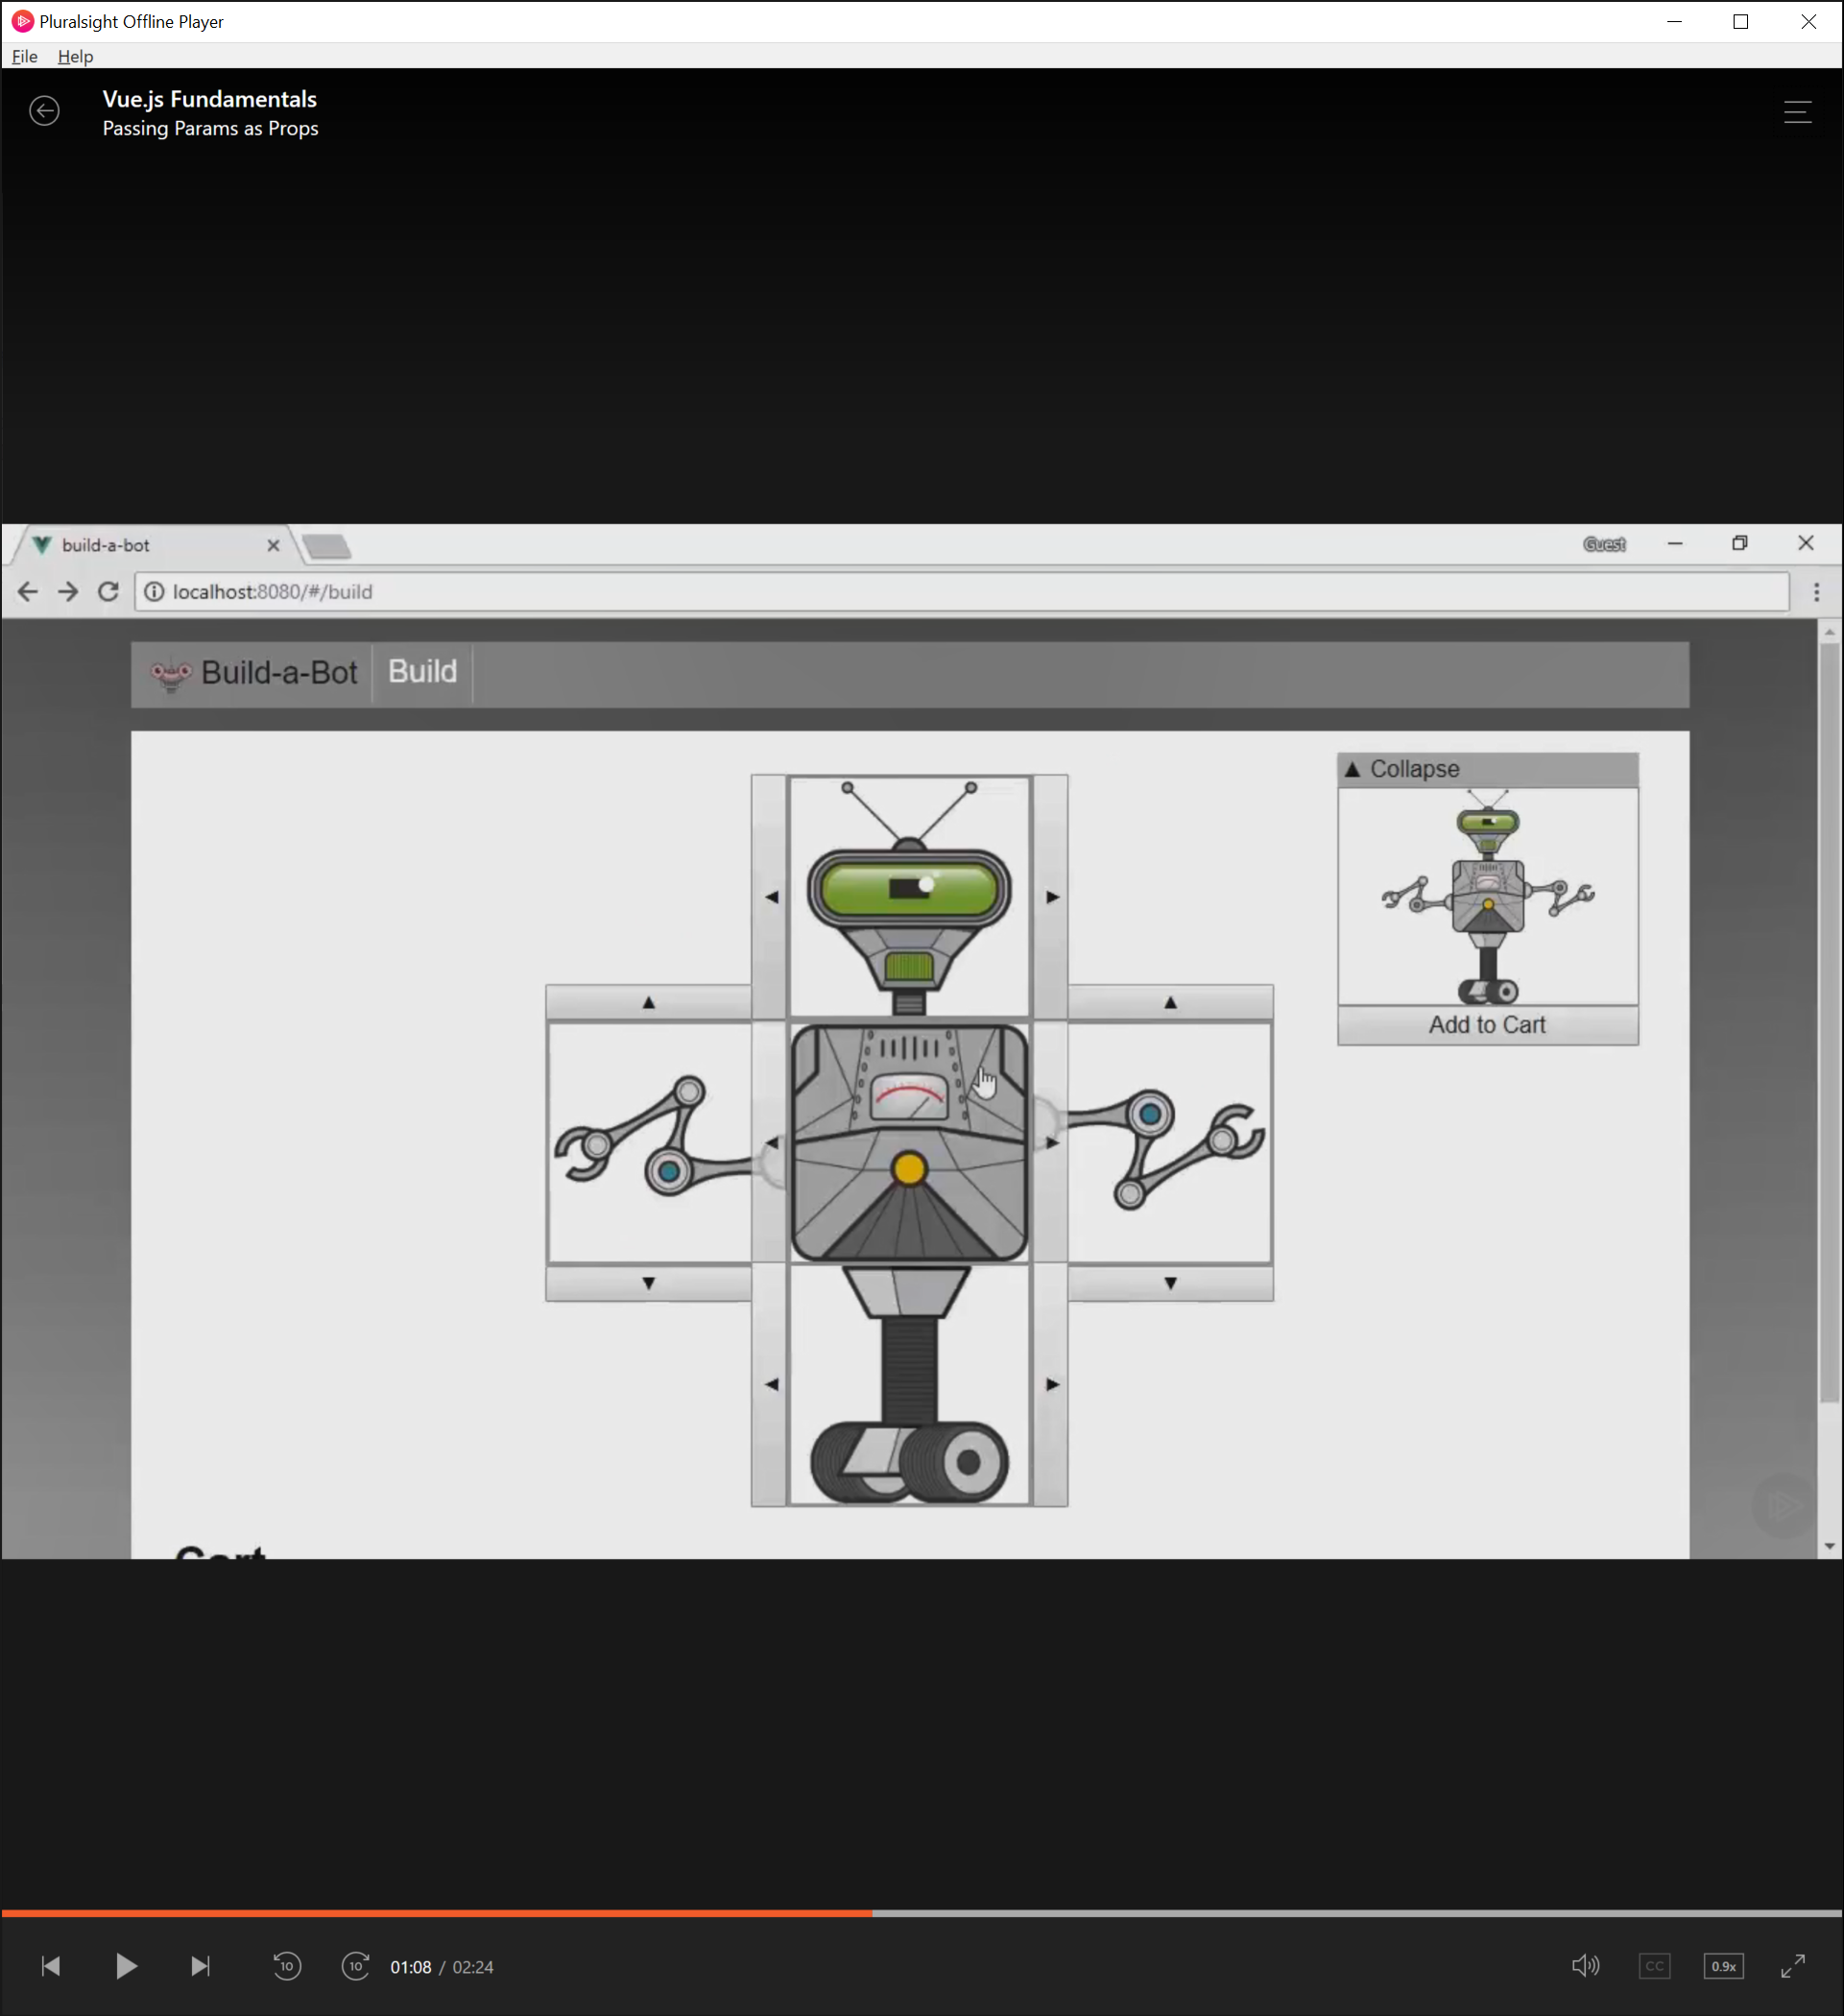 Pluralsight Offline Player
File Help
Vue.js Fundamentals
Passing Params as Props
build-a-bot
Guest
localhost:8080/#/build
Build-a-Bot Build
▲ Collapse
Add to Cart
Cart
10 10 01:08 / 02:24 CC 0.9x